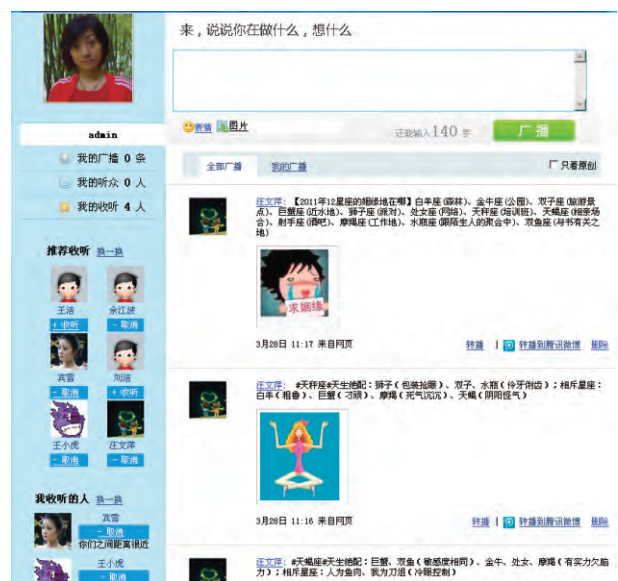 来，说说你在做什么，想什么
表情 图片
还能输入140 字
广播
admin
我的广播 0 条
我的听众 0 人
我的收听 4 人
全部广播 我的广播
只看原创
推荐收听 换一换
王洁 余江波
+ 收听 - 取消
宾雪 刘洁
- 取消 + 收听
王小虎 汪文萍
- 取消 - 取消
我收听的人 换一换
宾雪
- 取消
你们之间距离很近
王小虎
- 取消
汪文萍：【2011年12星座的姻缘地在哪】白羊座(森林)、金牛座(公园)、双子座(旅游景
点)、巨蟹座(近水地)、狮子座(派对)、处女座(网络)、天秤座(培训班)、天蝎座(相亲场
合)、射手座(酒吧)、摩羯座(工作地)、水瓶座(跟陌生人的聚会中)、双鱼座(与书有关之
地)
求姻缘
3月28日 11:17 来自网页
转播 | 转播到腾讯微博 删除
汪文萍：#天秤座#天生绝配：狮子(包装抢眼)、双子、水瓶(伶牙俐齿)；相斥星座：
白羊(粗鲁)、巨蟹(刁顽)、摩羯(死气沉沉)、天蝎(阴阳怪气)
3月28日 11:16 来自网页
转播 | 转播到腾讯微博 删除
汪文萍：#天蝎座#天生绝配：巨蟹、双鱼(敏感度相同)、金牛、处女、摩羯(有实力欠脑
力)；相斥星座：人为鱼肉、我为刀俎(冷眼控制)